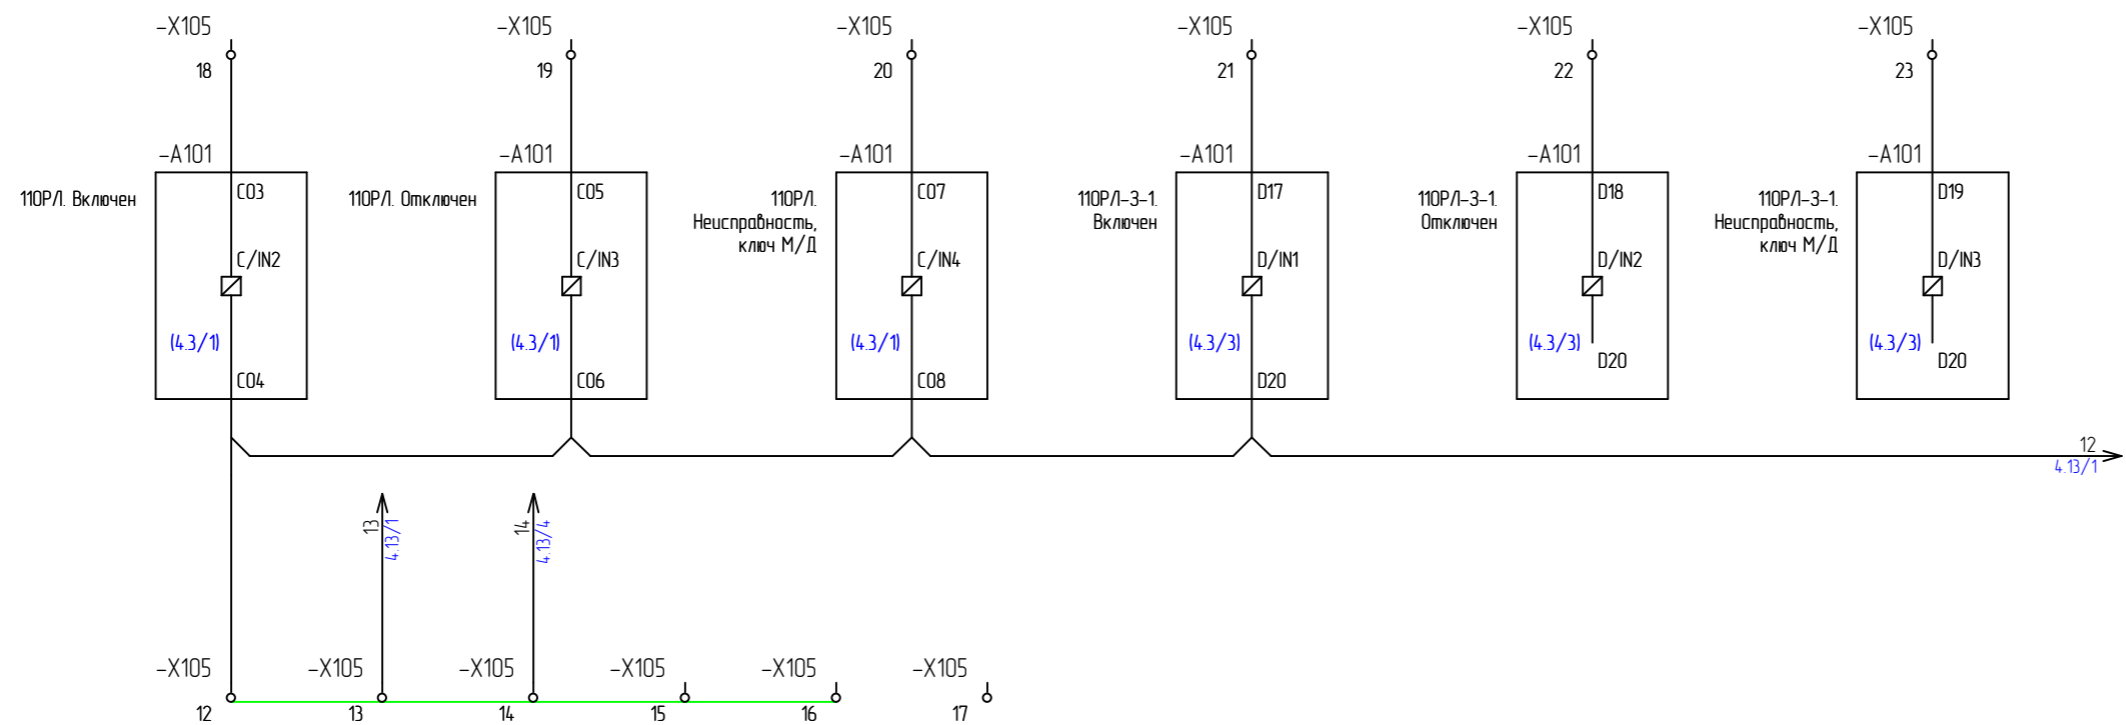 -X105 -X105 -X105 -X105 -X105 -X105
18 19 20 21 22 23
-A101 -A101 -A101 -A101 -A101 -A101
110РЛ. Включен
C03
C/IN2
(4.3/1)
C04
110РЛ. Отключен
C05
C/IN3
(4.3/1)
C06
110РЛ.
Неисправность,
ключ М/Д
C07
C/IN4
(4.3/1)
C08
110РЛ-З-1.
Включен
D17
D/IN1
(4.3/3)
D20
110РЛ-З-1.
Отключен
D18
D/IN2
(4.3/3)
D20
110РЛ-З-1.
Неисправность,
ключ М/Д
D19
D/IN3
(4.3/3)
D20
12
4.13/1
13
4.13/1
14
4.13/4
-X105 -X105 -X105 -X105 -X105 -X105
12 13 14 15 16 17